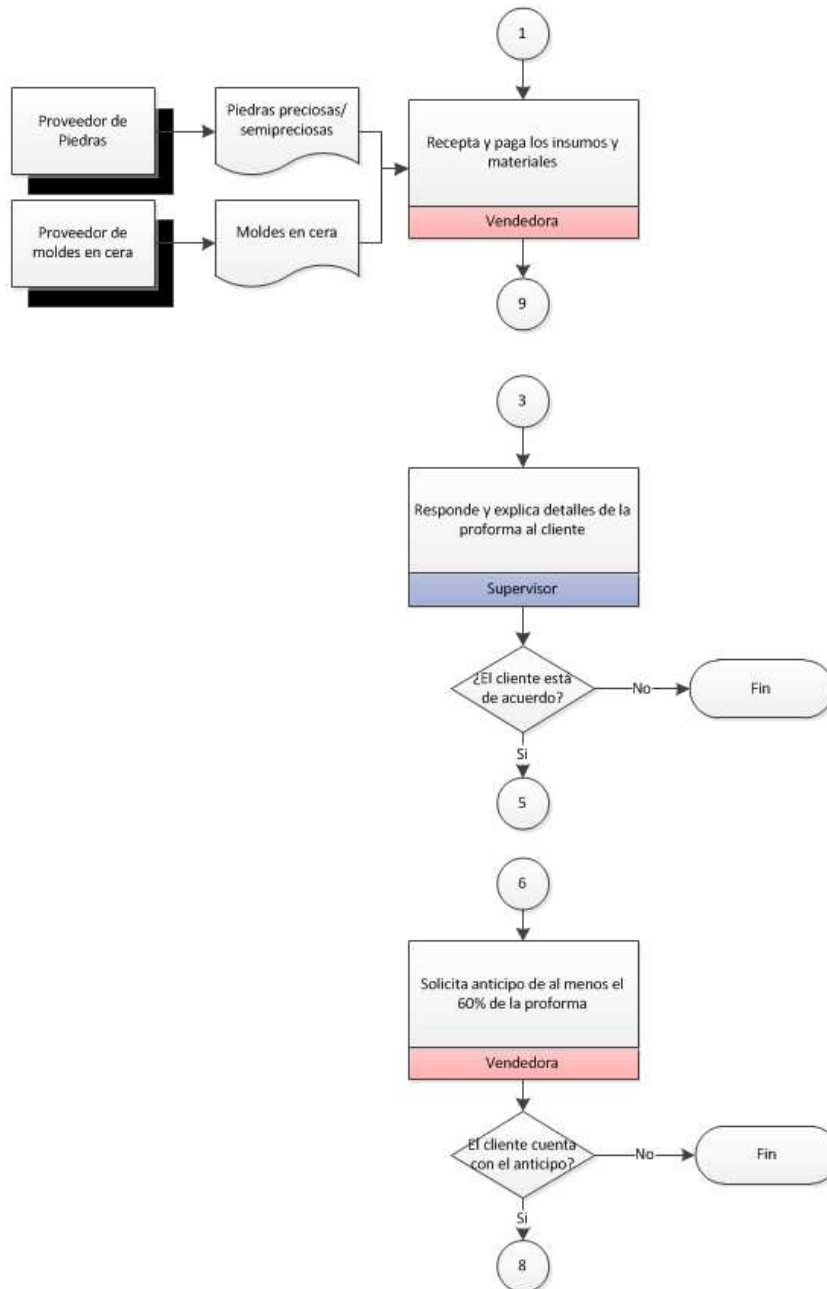 1
Proveedor de
Piedras
Piedras preciosas/
semipreciosas
Recepta y paga los insumos y
materiales
Vendedora
Proveedor de
moldes en cera
Moldes en cera
9
3
Responde y explica detalles de la
proforma al cliente
Supervisor
¿El cliente está
de acuerdo?
No
Fin
Si
5
6
Solicita anticipo de al menos el
60% de la proforma
Vendedora
El cliente cuenta
con el anticipo?
No
Fin
Si
8